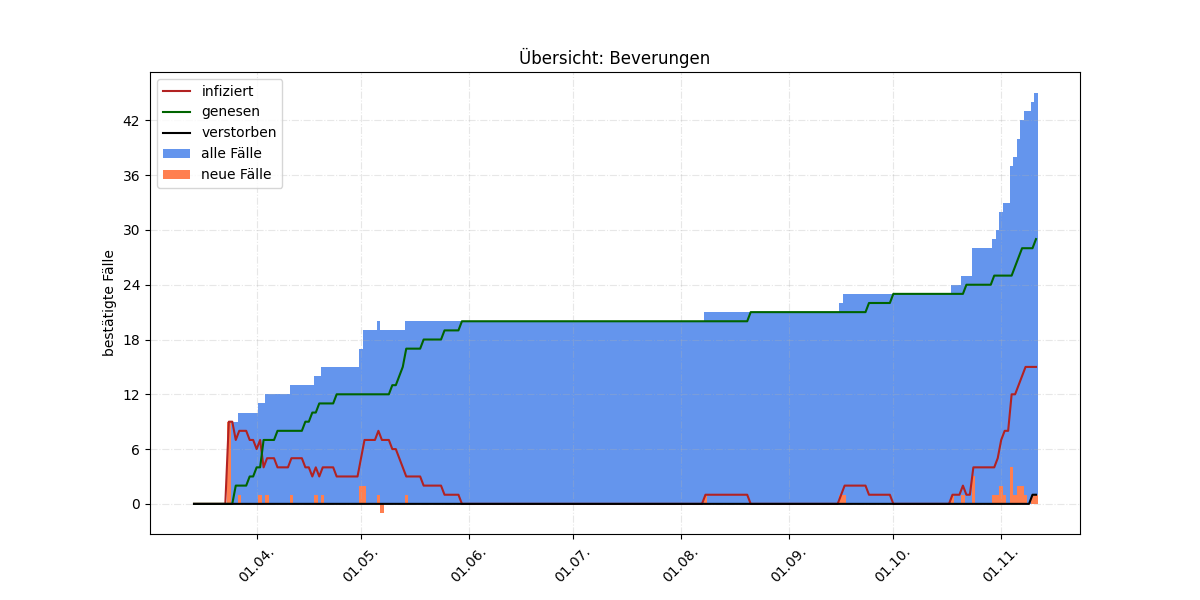 Übersicht: Beverungen
infiziert
genesen
verstorben
alle Fälle
neue Fälle
bestätigte Fälle
42
36
30
24
18
12
6
0
01.04.
01.05.
01.06.
01.07.
01.08.
01.09.
01.10.
01.11.